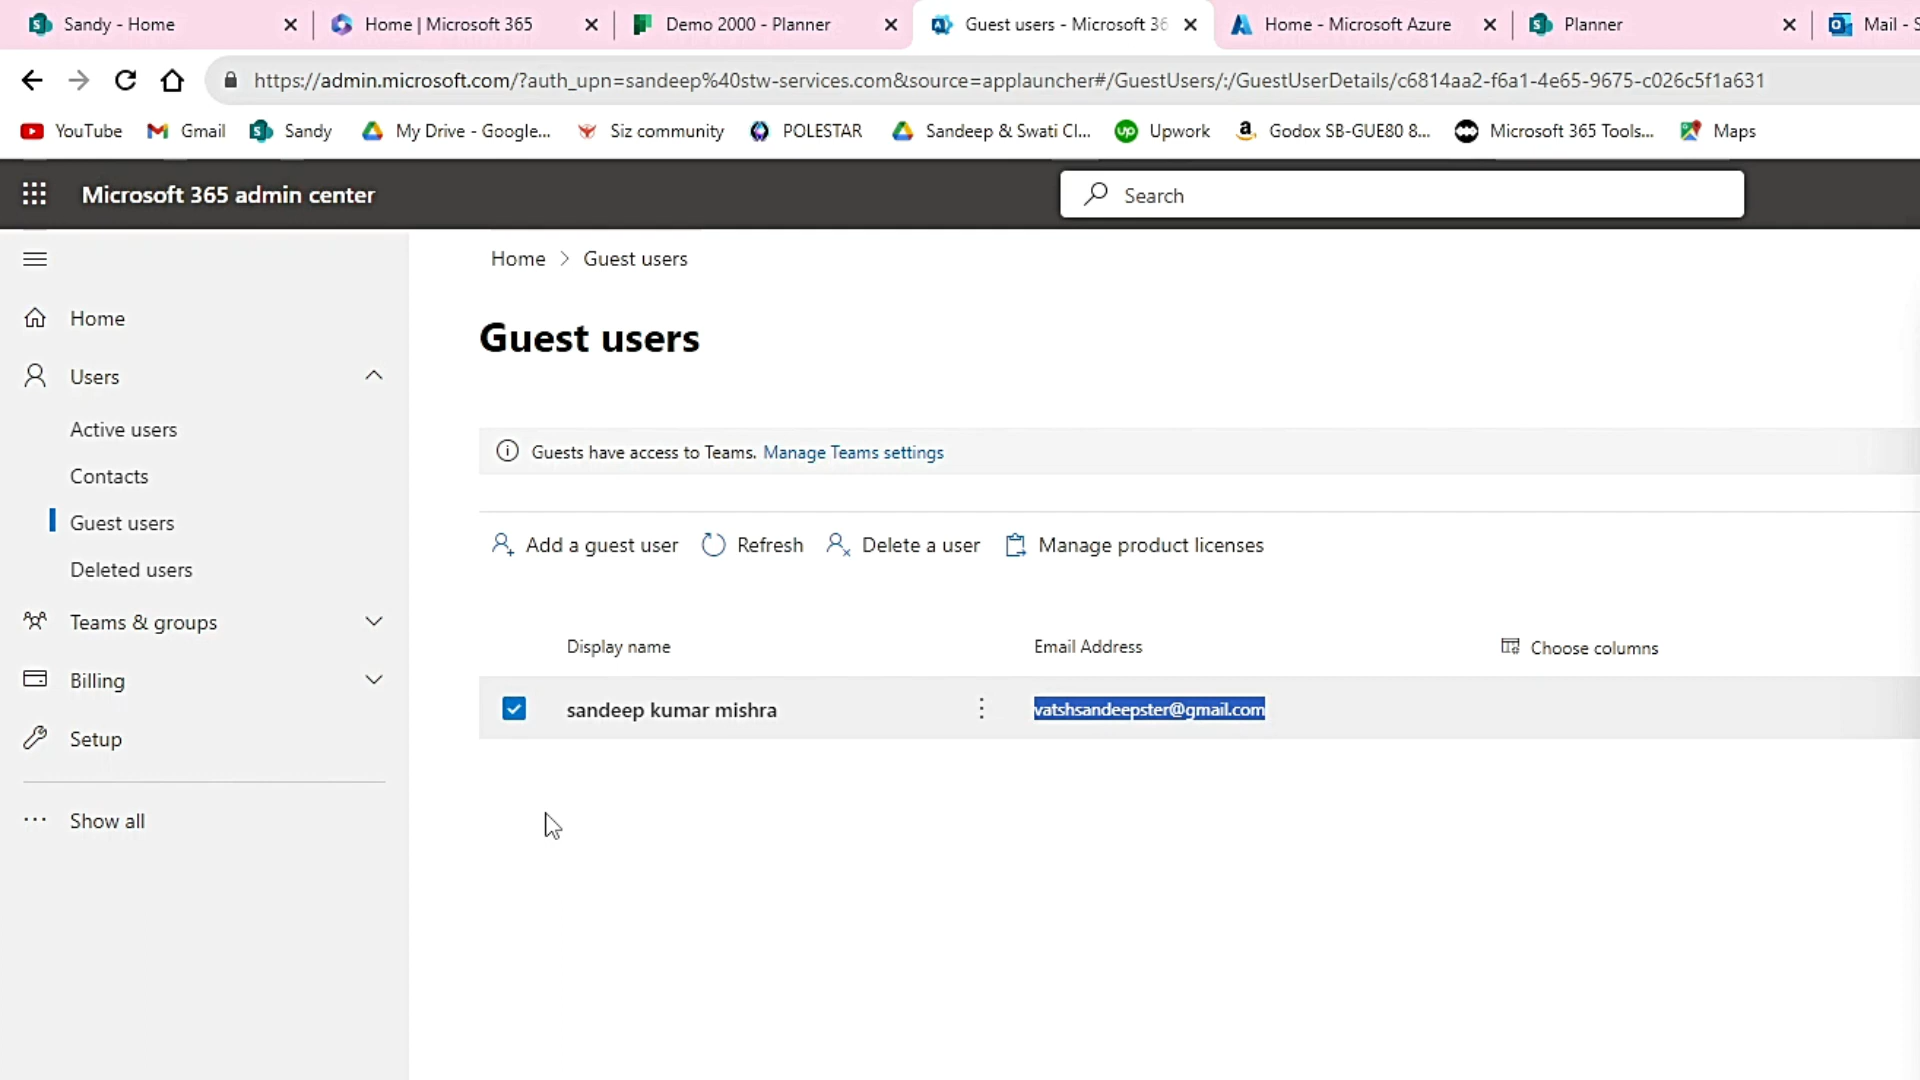 Sandy - Home
Home | Microsoft 365
Demo 2000 - Planner
Guest users - Microsoft 36
Home - Microsoft Azure
Planner
Mail - S
https://admin.microsoft.com/?auth_upn=sandeep%40stw-services.com&source=applauncher#/GuestUsers/:/GuestUserDetails/c6814aa2-f6a1-4e65-9675-c026c5f1a631
YouTube
Gmail
Sandy
My Drive - Google...
Siz community
POLESTAR
Sandeep & Swati Cl...
Upwork
Godox SB-GUE80 8...
Microsoft 365 Tools...
Maps
Microsoft 365 admin center
Search
Home
Users
Active users
Contacts
Guest users
Deleted users
Teams & groups
Billing
Setup
Show all
Home > Guest users
Guest users
Guests have access to Teams. Manage Teams settings
Add a guest user
Refresh
Delete a user
Manage product licenses
Display name
Email Address
Choose columns
sandeep kumar mishra
vatshsandeepster@gmail.com